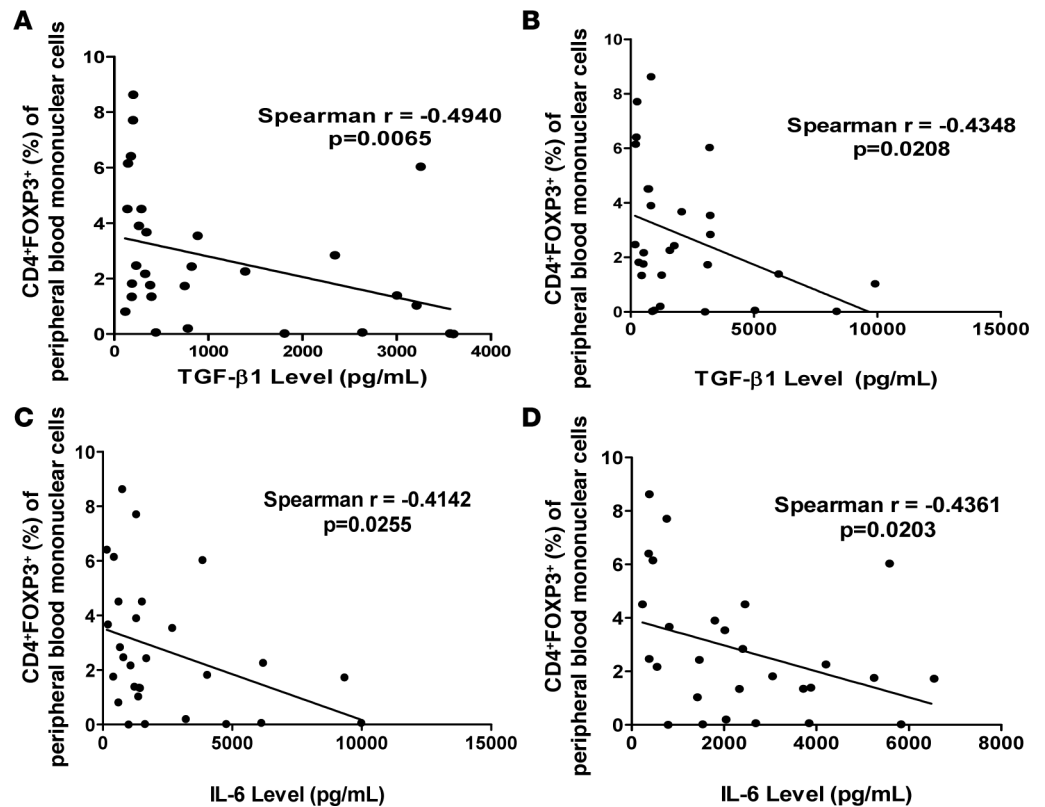 A
CD4⁺FOXP3⁺ (%) of
peripheral blood mononuclear cells
10
8
6
4
2
0
Spearman r = -0.4940
p=0.0065
0 1000 2000 3000 4000
TGF-β1 Level (pg/mL)
B
CD4⁺FOXP3⁺ (%) of
peripheral blood mononuclear cells
10
8
6
4
2
0
Spearman r = -0.4348
p=0.0208
0 5000 10000 15000
TGF-β1 Level (pg/mL)
C
CD4⁺FOXP3⁺ (%) of
peripheral blood mononuclear cells
10
8
6
4
2
0
Spearman r = -0.4142
p=0.0255
0 5000 10000 15000
IL-6 Level (pg/mL)
D
CD4⁺FOXP3⁺ (%) of
peripheral blood mononuclear cells
10
8
6
4
2
0
Spearman r = -0.4361
p=0.0203
0 2000 4000 6000 8000
IL-6 Level (pg/mL)